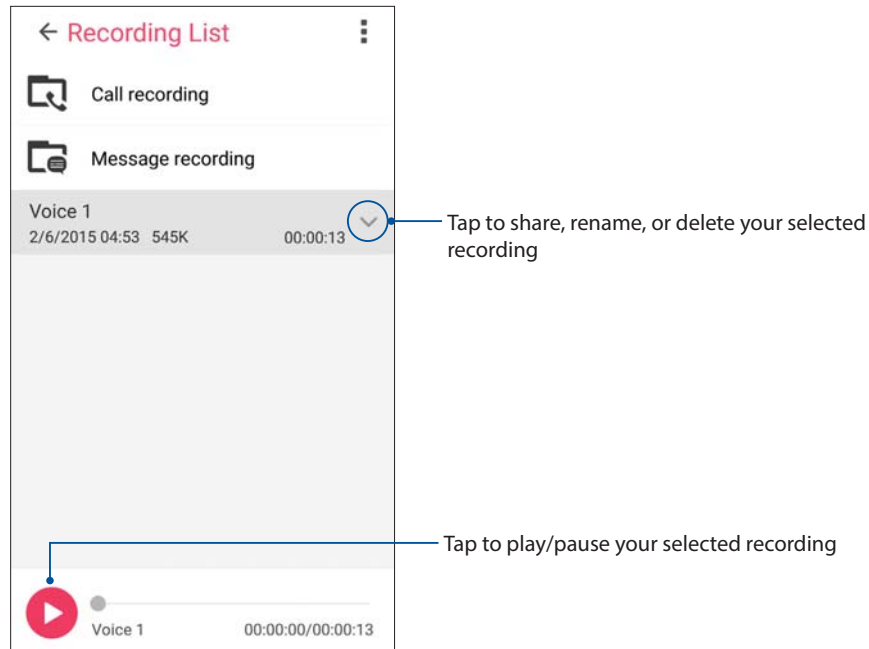 Recording List
Call recording
Message recording
Voice 1
2/6/2015 04:53 545K 00:00:13
Tap to share, rename, or delete your selected
recording
Tap to play/pause your selected recording
Voice 1 00:00:00/00:00:13